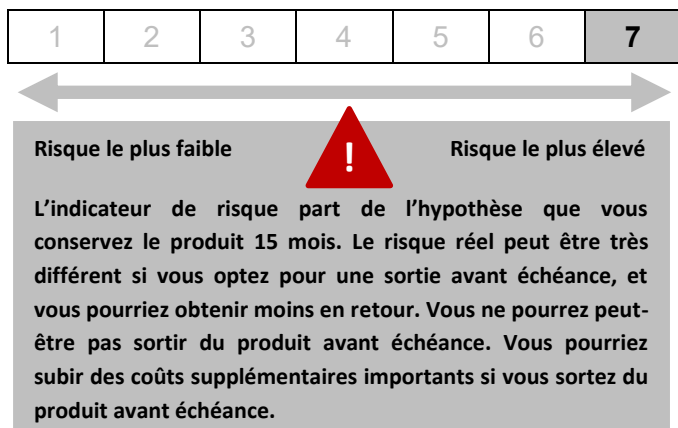 1 2 3 4 5 6 7
!
Risque le plus faible Risque le plus élevé
L’indicateur de risque part de l’hypothèse que vous
conservez le produit 15 mois. Le risque réel peut être très
différent si vous optez pour une sortie avant échéance, et
vous pourriez obtenir moins en retour. Vous ne pourrez peut-
être pas sortir du produit avant échéance. Vous pourriez
subir des coûts supplémentaires importants si vous sortez du
produit avant échéance.